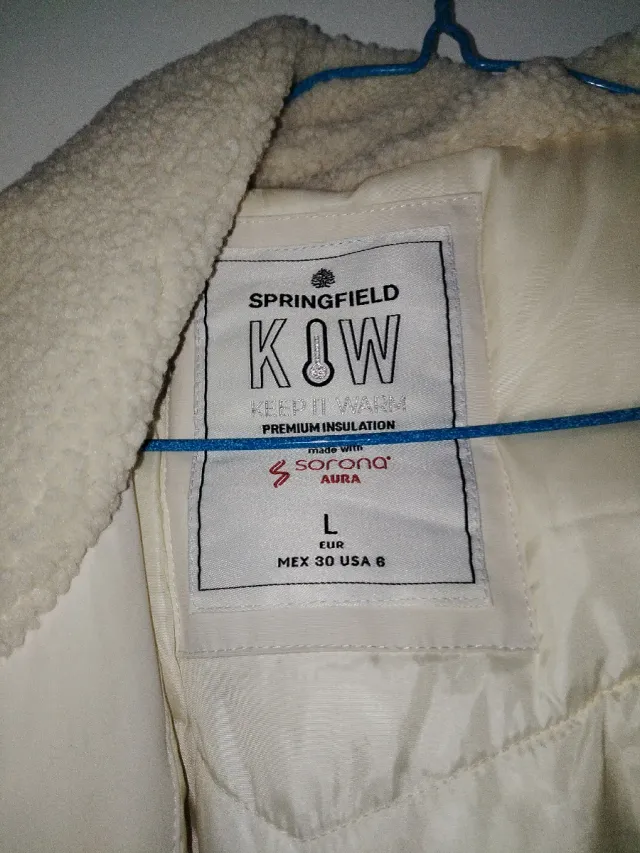 SPRINGFIELD
KIW
KEEP IT WARM
PREMIUM INSULATION
made with
sorona®
AURA
L
EUR
MEX 30 USA 6